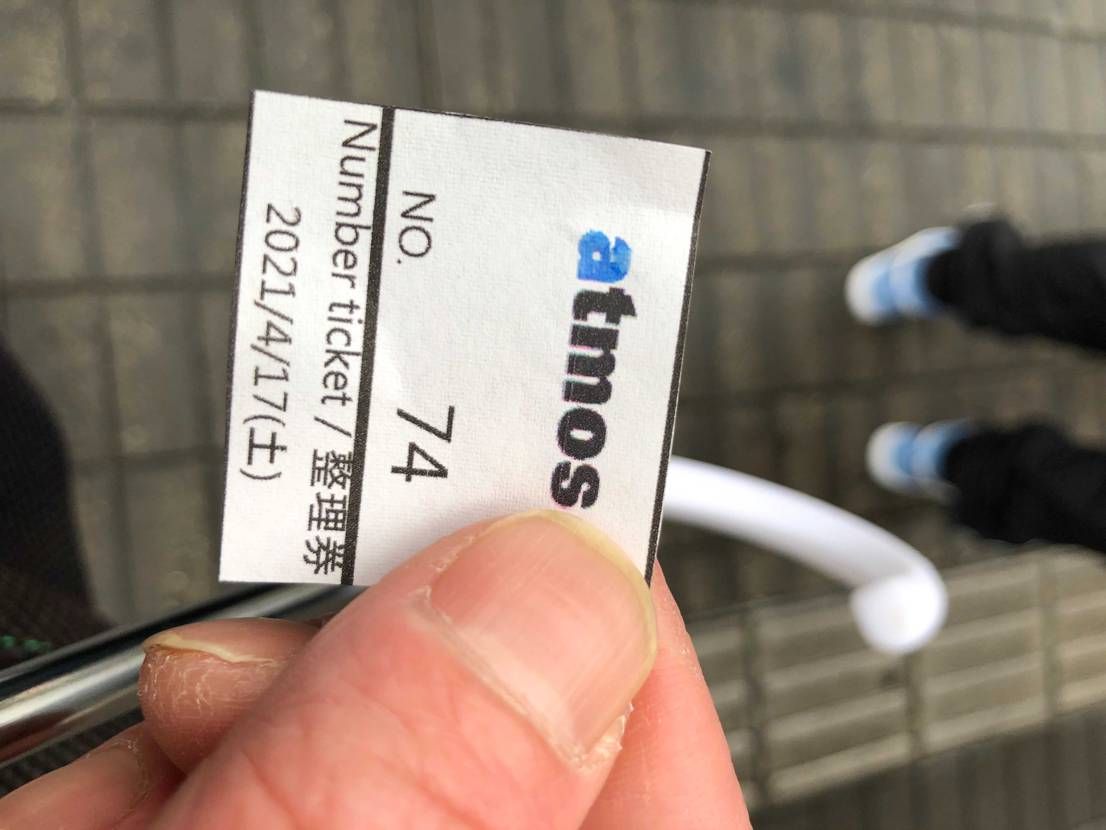 atmos
NO.
74
Number ticket / 整理券
2021/4/17(土)